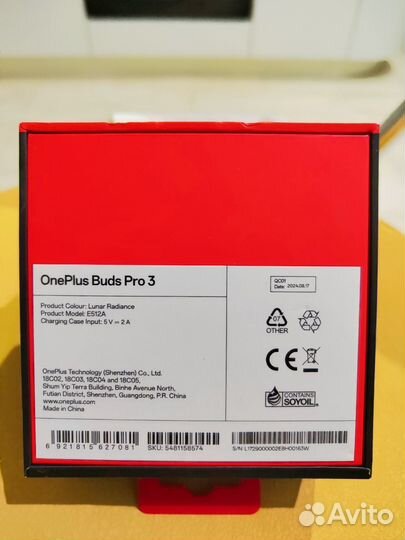 OnePlus Buds Pro 3
Product Colour: Lunar Radiance
Product Model: E512A
Charging Case Input: 5 V ⎓ 2 A
QC01
Date: 2024.08.17
07
OTHER
CONTAINS
SOYOIL
OnePlus Technology (Shenzhen) Co., Ltd.
18C02, 18C03, 18C04 and 18C05,
Shum Yip Terra Building, Binhe Avenue North,
Futian District, Shenzhen, Guangdong, P.R. China
www.oneplus.com
Made in China
6 921815 627081
SKU: 5481156574
S/N: L1729000002E8H00163W
Avito